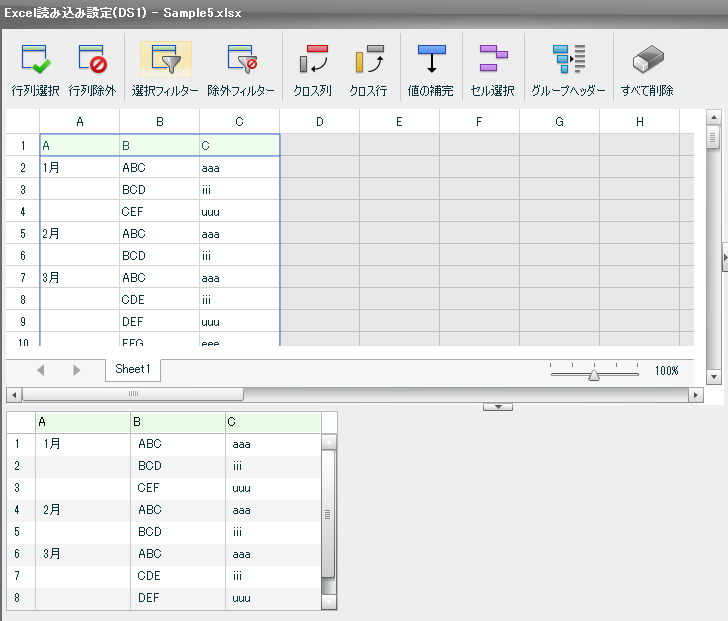 Excel読み込み設定(DS1) - Sample5.xlsx
行列選択 行列除外 選択フィルター 除外フィルター クロス列 クロス行 値の補完 セル選択 グループヘッダー すべて削除
A B C D E F G H
1 A B C
2 1月 ABC aaa
3 BCD iii
4 CEF uuu
5 2月 ABC aaa
6 BCD iii
7 3月 ABC aaa
8 CDE iii
9 DEF uuu
10 EFG eee
Sheet1 100%
A B C
1 1月 ABC aaa
2 BCD iii
3 CEF uuu
4 2月 ABC aaa
5 BCD iii
6 3月 ABC aaa
7 CDE iii
8 DEF uuu